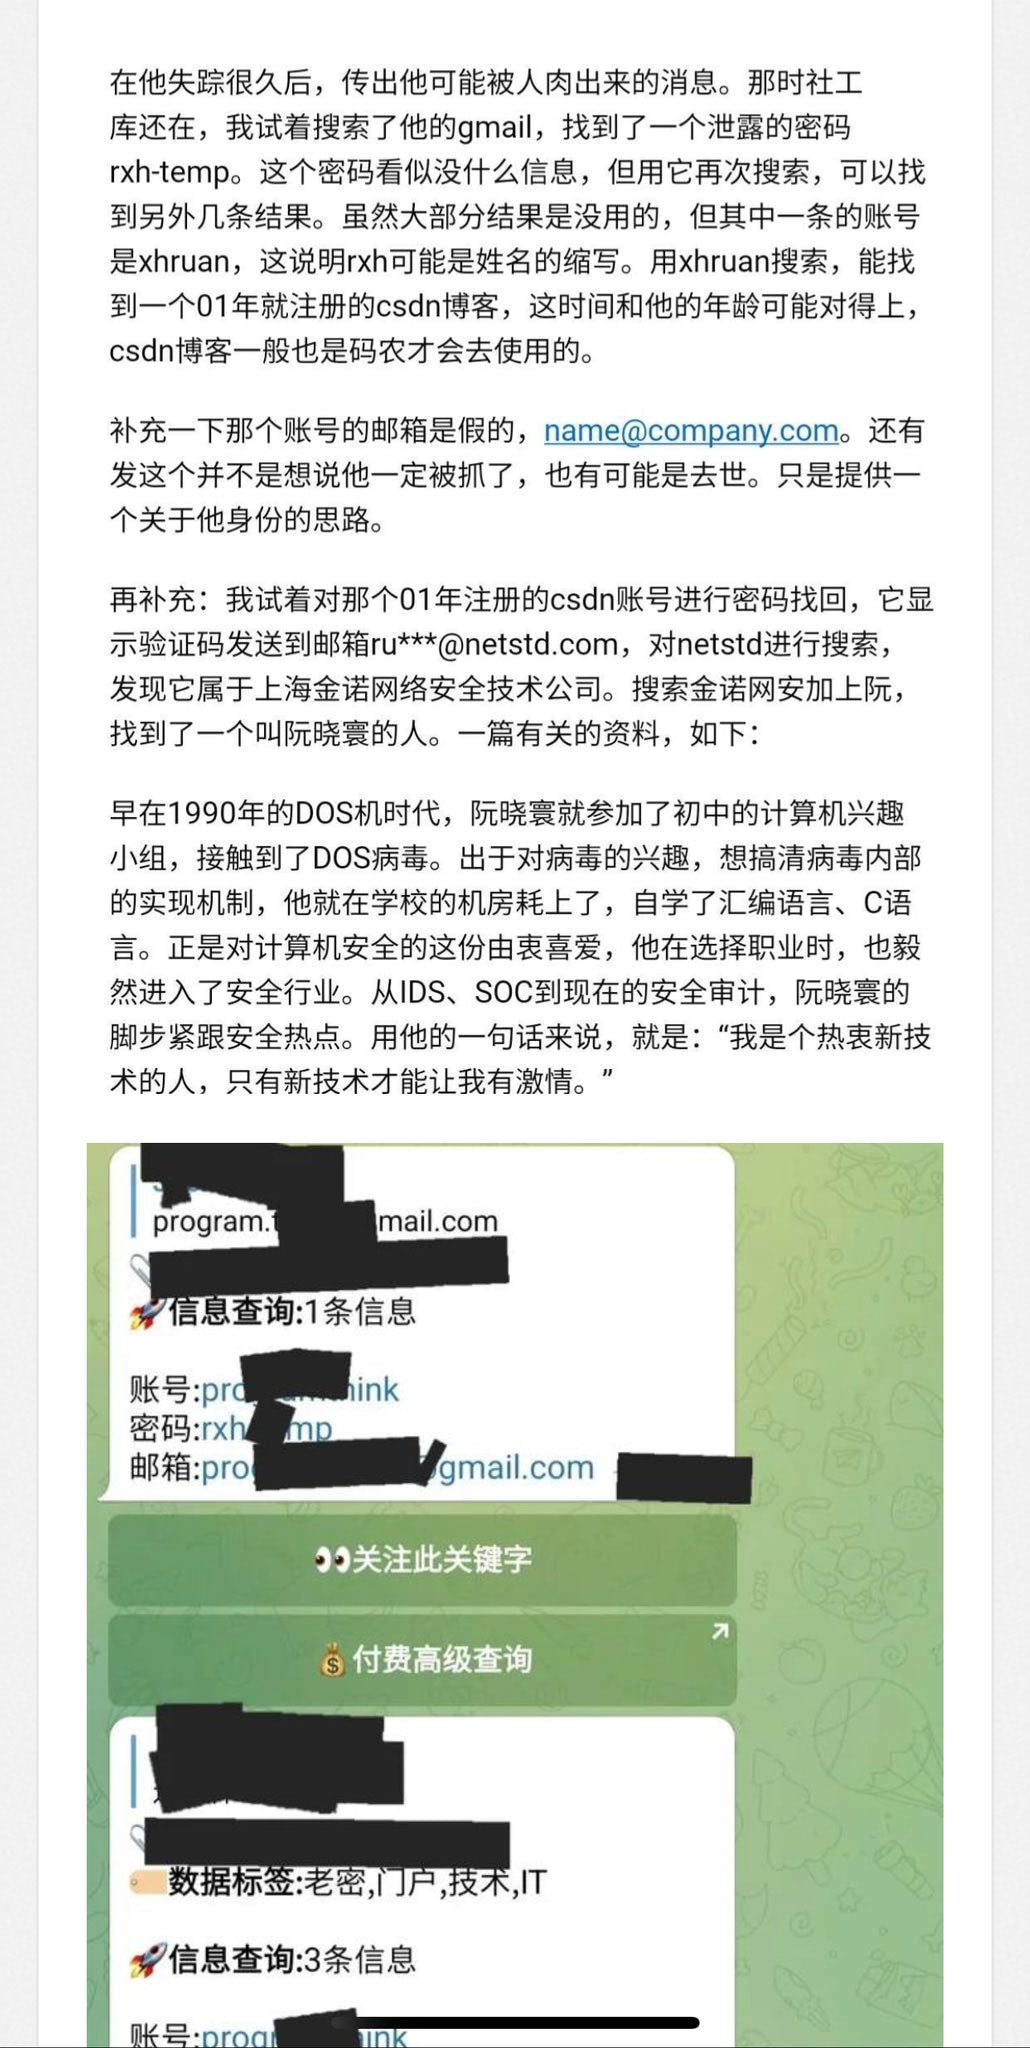 在他失踪很久后，传出他可能被人肉出来的消息。那时社工
库还在，我试着搜索了他的gmail，找到了一个泄露的密码
rxh-temp。这个密码看似没什么信息，但用它再次搜索，可以找
到另外几条结果。虽然大部分结果是没用的，但其中一条的账号
是xhruan，这说明rxh可能是姓名的缩写。用xhruan搜索，能找
到一个01年就注册的csdn博客，这时间和他的年龄可能对得上，
csdn博客一般也是码农才会去使用的。
补充一下那个账号的邮箱是假的，name@company.com。还有
发这个并不是想说他一定被抓了，也有可能是去世。只是提供一
个关于他身份的思路。
再补充：我试着对那个01年注册的csdn账号进行密码找回，它显
示验证码发送到邮箱ru***@netstd.com，对netstd进行搜索，
发现它属于上海金诺网络安全技术公司。搜索金诺网安加上阮，
找到了一个叫阮晓寰的人。一篇有关的资料，如下：
早在1990年的DOS机时代，阮晓寰就参加了初中的计算机兴趣
小组，接触到了DOS病毒。出于对病毒的兴趣，想搞清病毒内部
的实现机制，他就在学校的机房耗上了，自学了汇编语言、C语
言。正是对计算机安全的这份由衷喜爱，他在选择职业时，也毅
然进入了安全行业。从IDS、SOC到现在的安全审计，阮晓寰的
脚步紧跟安全热点。用他的一句话来说，就是：“我是个热衷新技
术的人，只有新技术才能让我有激情。”
program.t mail.com
🚀信息查询:1条信息
账号:pro hink
密码:rxh mp
邮箱:pro @gmail.com
👀关注此关键字
💰付费高级查询
🏷️数据标签:老密,门户,技术,IT
🚀信息查询:3条信息
账号:progr ink